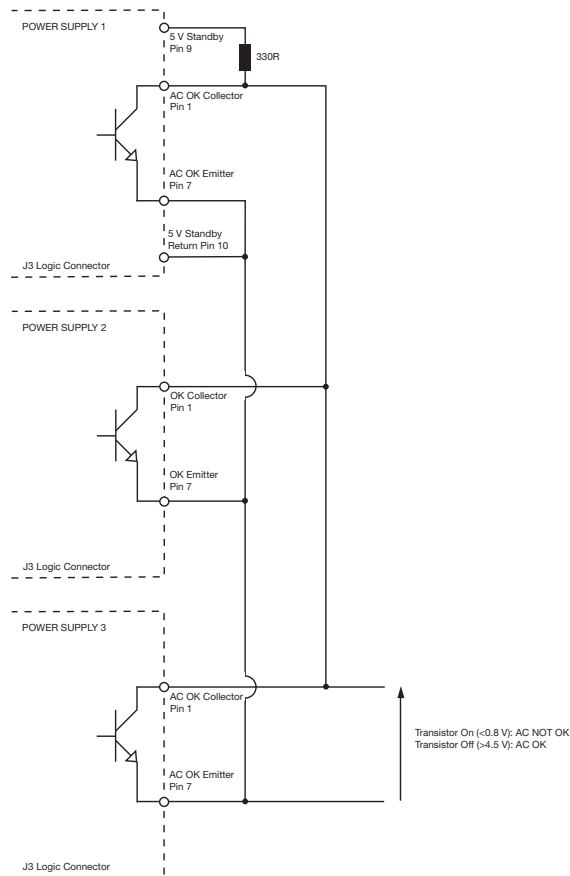 POWER SUPPLY 1
5 V Standby
Pin 9
330R
AC OK Collector
Pin 1
AC OK Emitter
Pin 7
5 V Standby
Return Pin 10
J3 Logic Connector
POWER SUPPLY 2
OK Collector
Pin 1
OK Emitter
Pin 7
J3 Logic Connector
POWER SUPPLY 3
AC OK Collector
Pin 1
Transistor On (<0.8 V): AC NOT OK
Transistor Off (>4.5 V): AC OK
AC OK Emitter
Pin 7
J3 Logic Connector